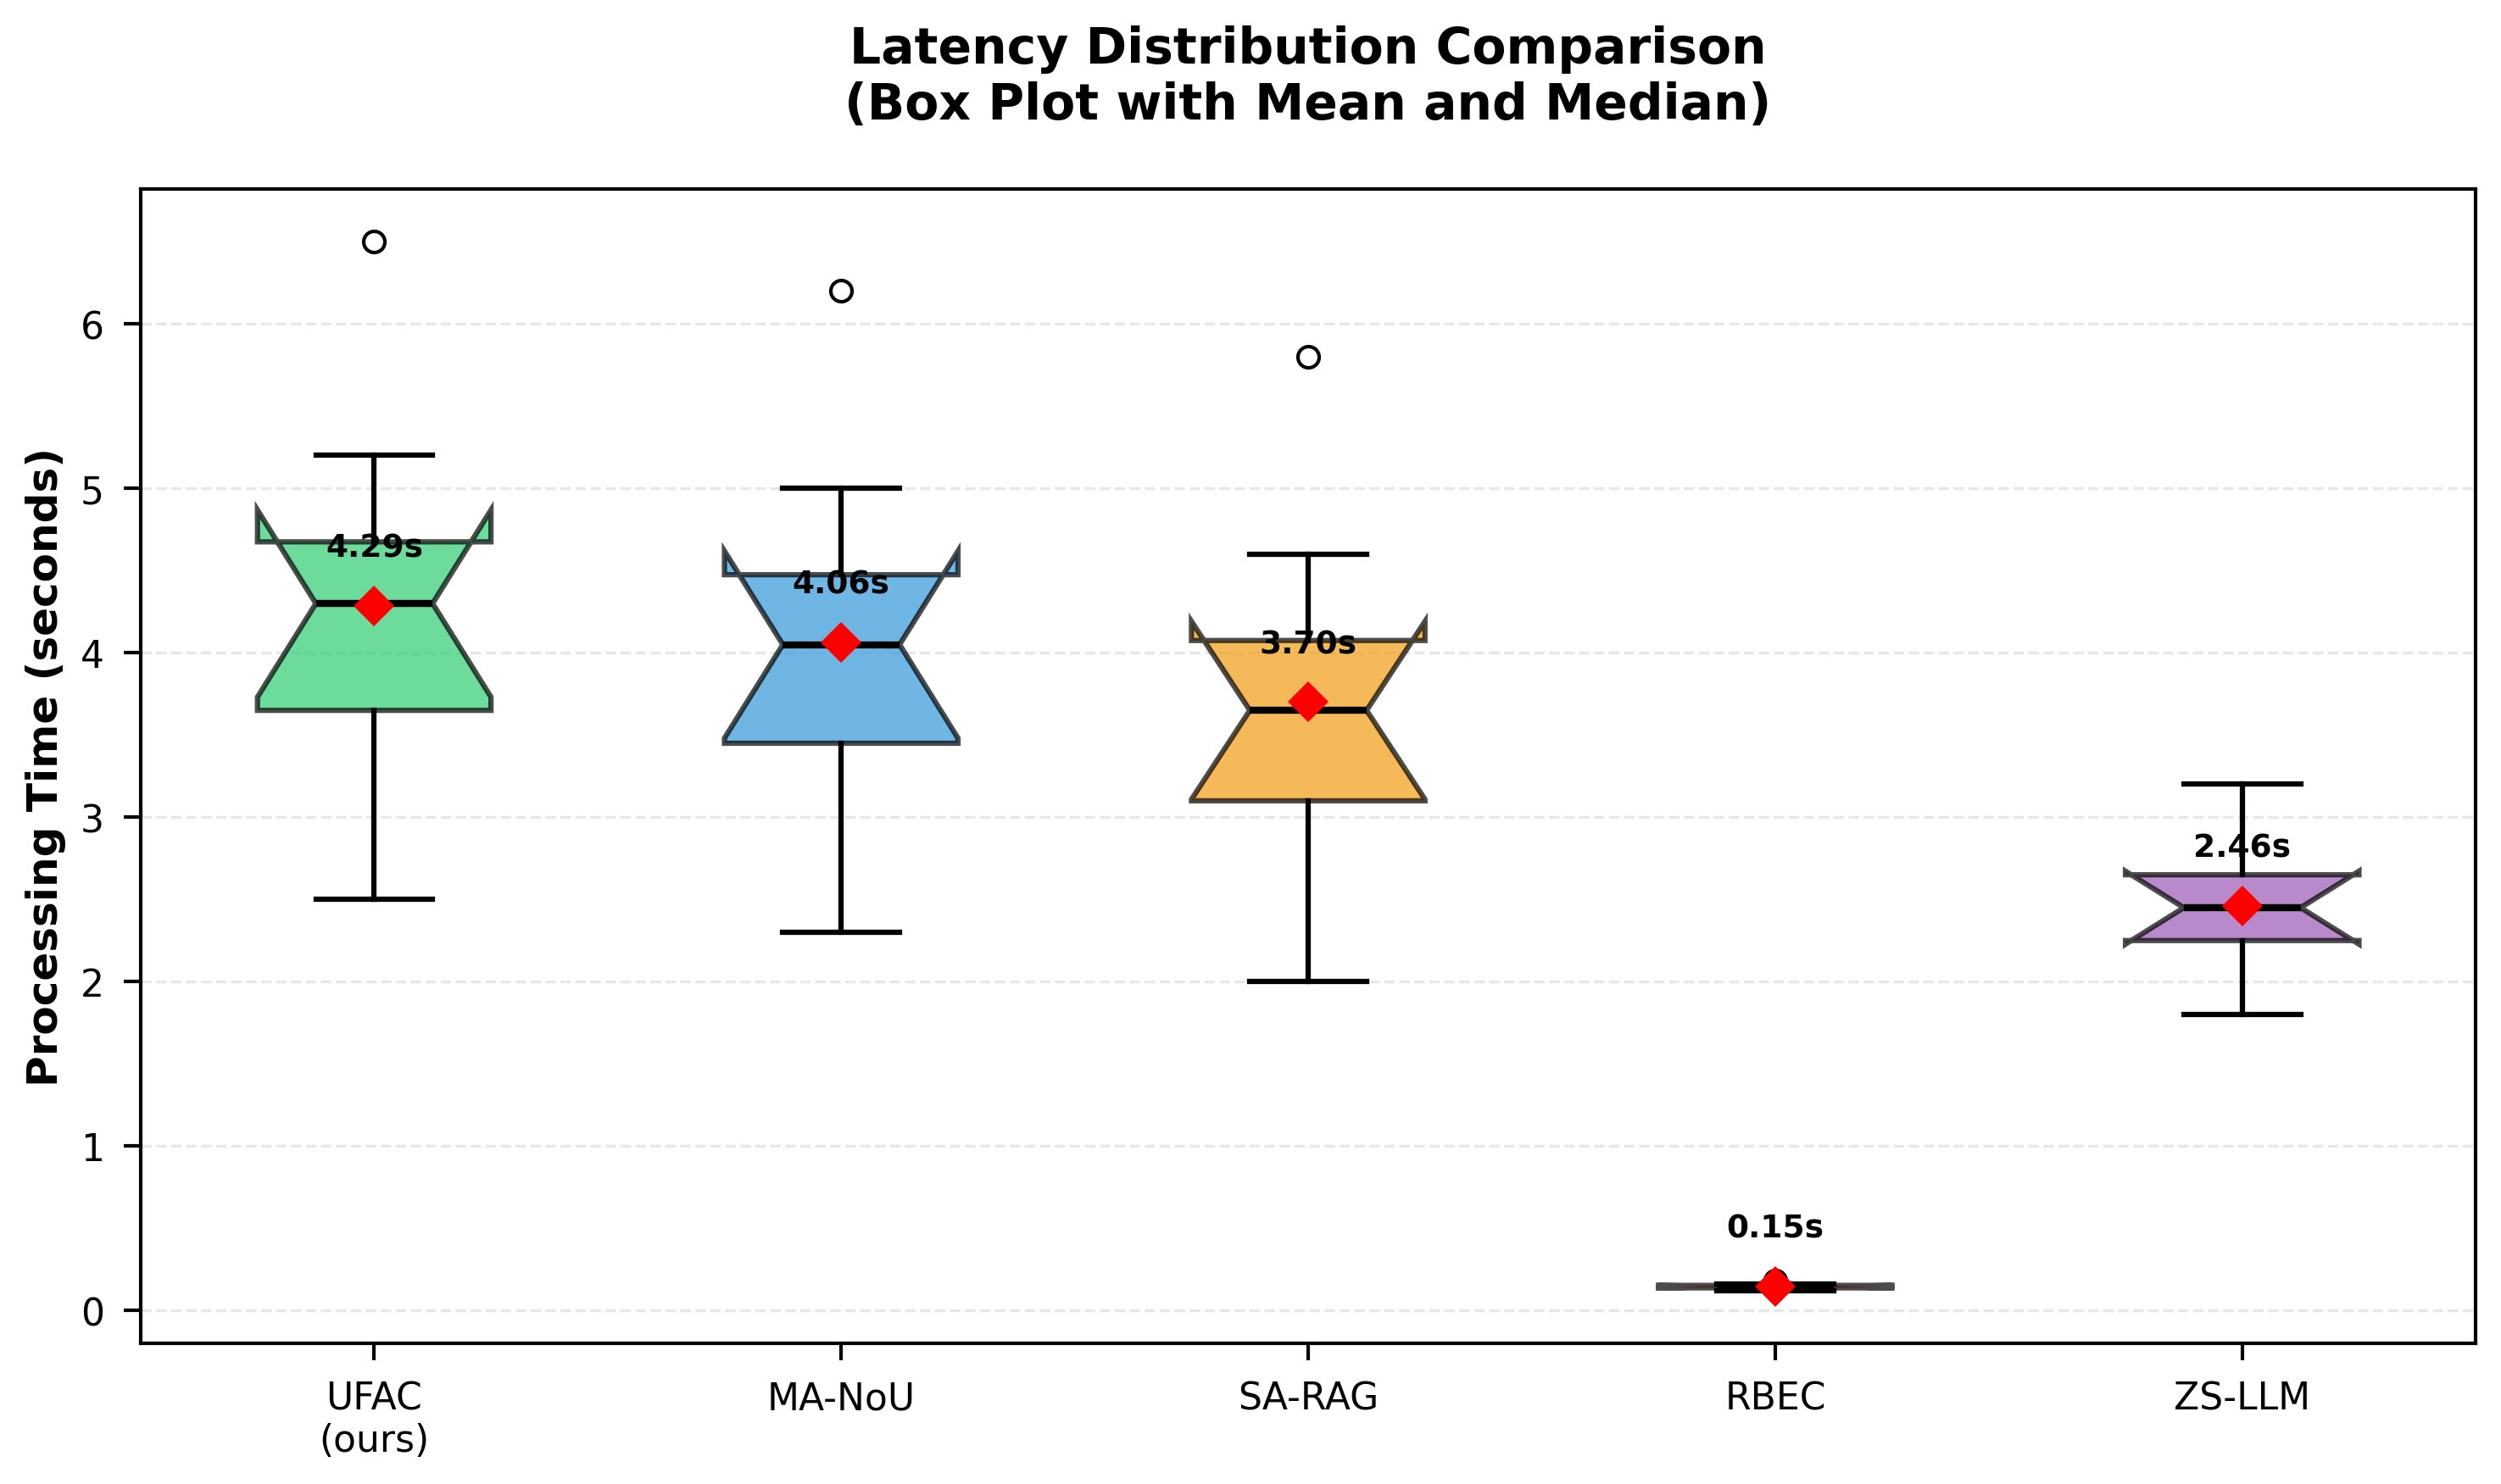 Latency Distribution Comparison
(Box Plot with Mean and Median)
Processing Time (seconds)
6
5
4
3
2
1
0
4.29s
4.06s
3.70s
0.15s
2.46s
UFAC
(ours)
MA-NoU
SA-RAG
RBEC
ZS-LLM